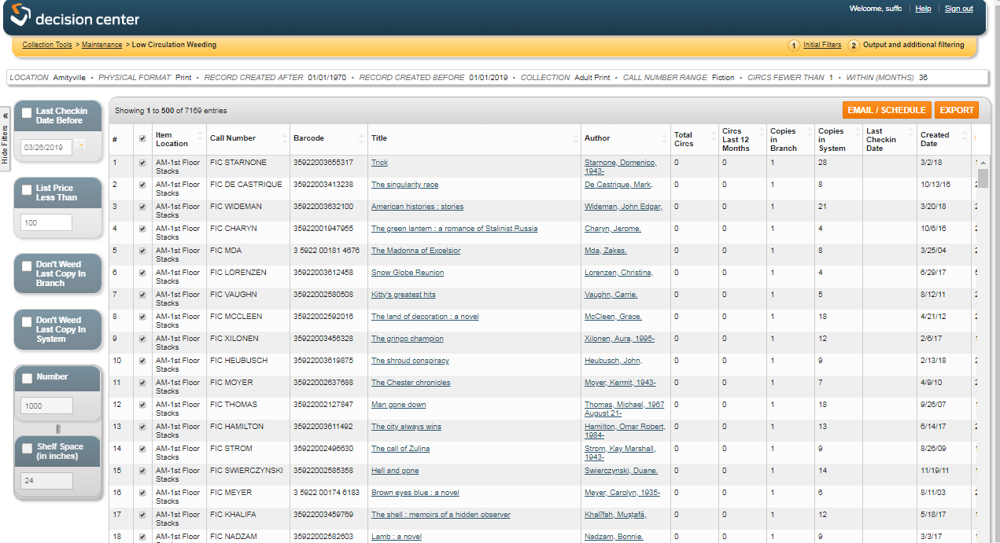 decision center
Welcome, suffc Help Sign out
Collection Tools > Maintenance > Low Circulation Weeding
1 Initial Filters 2 Output and additional filtering
LOCATION Amityville • PHYSICAL FORMAT Print • RECORD CREATED AFTER 01/01/1970 • RECORD CREATED BEFORE 01/01/2019 • COLLECTION Adult Print • CALL NUMBER RANGE Fiction • CIRCS FEWER THAN 1 • WITHIN (MONTHS) 36
« Hide Filters
Last Checkin
Date Before
03/26/2019
List Price
Less Than
100
Don't Weed
Last Copy In
Branch
Don't Weed
Last Copy In
System
Number
1000
Shelf Space
(in inches)
24
Showing 1 to 500 of 7169 entries
EMAIL / SCHEDULE EXPORT
# Item Location Call Number Barcode Title Author Total Circs Circs Last 12 Months Copies in Branch Copies in System Last Checkin Date Created Date
1 AM-1st Floor Stacks FIC STARNONE 35922003655317 Trick Starnone, Domenico, 1943- 0 0 1 28 3/2/18
2 AM-1st Floor Stacks FIC DE CASTRIQUE 35922003413238 The singularity race De Castrique, Mark, 0 0 1 8 10/13/16
3 AM-1st Floor Stacks FIC WIDEMAN 35922003632100 American histories : stories Wideman, John Edgar, 0 0 1 21 3/20/18
4 AM-1st Floor Stacks FIC CHARYN 35922001947955 The green lantern : a romance of Stalinist Russia Charyn, Jerome. 0 0 1 4 10/6/16
5 AM-1st Floor Stacks FIC MDA 3 5922 00181 4676 The Madonna of Excelsior Mda, Zakes. 0 0 1 8 3/25/04
6 AM-1st Floor Stacks FIC LORENZEN 35922003612458 Snow Globe Reunion Lorenzen, Christina, 0 0 1 4 6/29/17
7 AM-1st Floor Stacks FIC VAUGHN 35922002580508 Kitty's greatest hits Vaughn, Carrie. 0 0 1 5 8/12/11
8 AM-1st Floor Stacks FIC MCCLEEN 35922002592016 The land of decoration : a novel McCleen, Grace. 0 0 1 18 4/21/12
9 AM-1st Floor Stacks FIC XILONEN 35922003456328 The gringo champion Xilonen, Aura, 1995- 0 0 1 12 2/6/17
10 AM-1st Floor Stacks FIC HEUBUSCH 35922003619875 The shroud conspiracy Heubusch, John, 0 0 1 9 2/13/18
11 AM-1st Floor Stacks FIC MOYER 35922002637688 The Chester chronicles Moyer, Kermit, 1943- 0 0 1 7 4/9/10
12 AM-1st Floor Stacks FIC THOMAS 35922002127847 Man gone down Thomas, Michael, 1967 August 21- 0 0 1 18 9/26/07
13 AM-1st Floor Stacks FIC HAMILTON 35922003611492 The city always wins Hamilton, Omar Robert, 1984- 0 0 1 13 6/14/17
14 AM-1st Floor Stacks FIC STROM 35922002496630 The call of Zulina Strom, Kay Marshall, 1943- 0 0 1 9 8/26/09
15 AM-1st Floor Stacks FIC SWIERCZYNSKI 35922002585358 Hell and gone Swierczynski, Duane. 0 0 1 14 11/19/11
16 AM-1st Floor Stacks FIC MEYER 3 5922 00174 6183 Brown eyes blue : a novel Meyer, Carolyn, 1935- 0 0 1 6 8/11/03
17 AM-1st Floor Stacks FIC KHALIFA 35922003459769 The shell : memoirs of a hidden observer Khalīfah, Muṣṭafá, 0 0 1 12 5/18/17
18 AM-1st Floor FIC NADZAM 35922002582603 Lamb : a novel Nadzam, Bonnie. 0 0 1 9 3/3/17